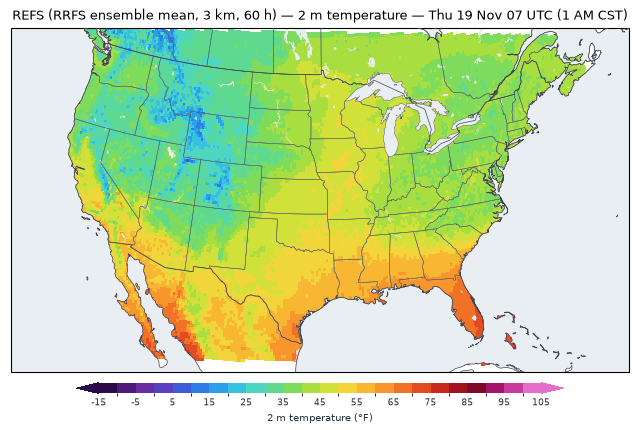 REFS (RRFS ensemble mean, 3 km, 60 h) — 2 m temperature — Thu 19 Nov 07 UTC (1 AM CST)
-15 -5 5 15 25 35 45 55 65 75 85 95 105
2 m temperature (°F)